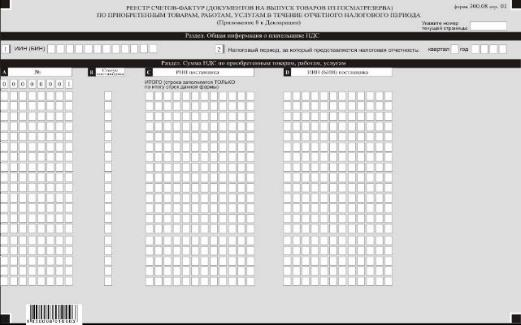 форма 300.08 стр. 01
РЕЕСТР СЧЕТОВ-ФАКТУР (ДОКУМЕНТОВ НА ВЫПУСК ТОВАРОВ ИЗ ГОСМАТРЕЗЕРВА)
ПО ПРИОБРЕТЕННЫМ ТОВАРАМ, РАБОТАМ, УСЛУГАМ В ТЕЧЕНИЕ ОТЧЕТНОГО НАЛОГОВОГО ПЕРИОДА
(Приложение 8 к Декларации)
Укажите номер
текущей страницы
Раздел. Общая информация о плательщике НДС
1 ИИН (БИН)
2 Налоговый период, за который представляется налоговая отчетность: квартал год
Раздел. Сумма НДС по приобретенным товарам, работам, услугам
A № B C РНН поставщика D ИИН (БИН) поставщика
0 0 0 0 0 0 0 1
ИТОГО (строка заполняется ТОЛЬКО
по итогу строк данной формы)